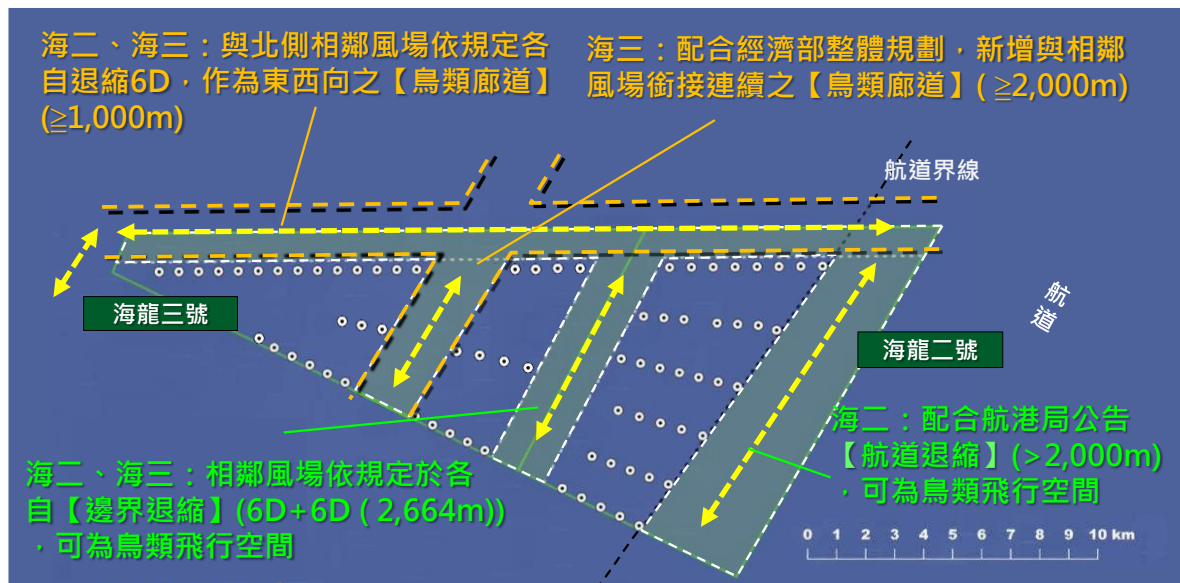 海二、海三：與北側相鄰風場依規定各
自退縮6D，作為東西向之【鳥類廊道】
(≧1,000m)
海三：配合經濟部整體規劃，新增與相鄰
風場銜接連續之【鳥類廊道】( ≧2,000m)
航道界線
海龍三號
航道
海龍二號
海二：配合航港局公告
【航道退縮】(>2,000m)
，可為鳥類飛行空間
海二、海三：相鄰風場依規定於各
自【邊界退縮】(6D+6D ( 2,664m))
，可為鳥類飛行空間
0 1 2 3 4 5 6 7 8 9 10 km